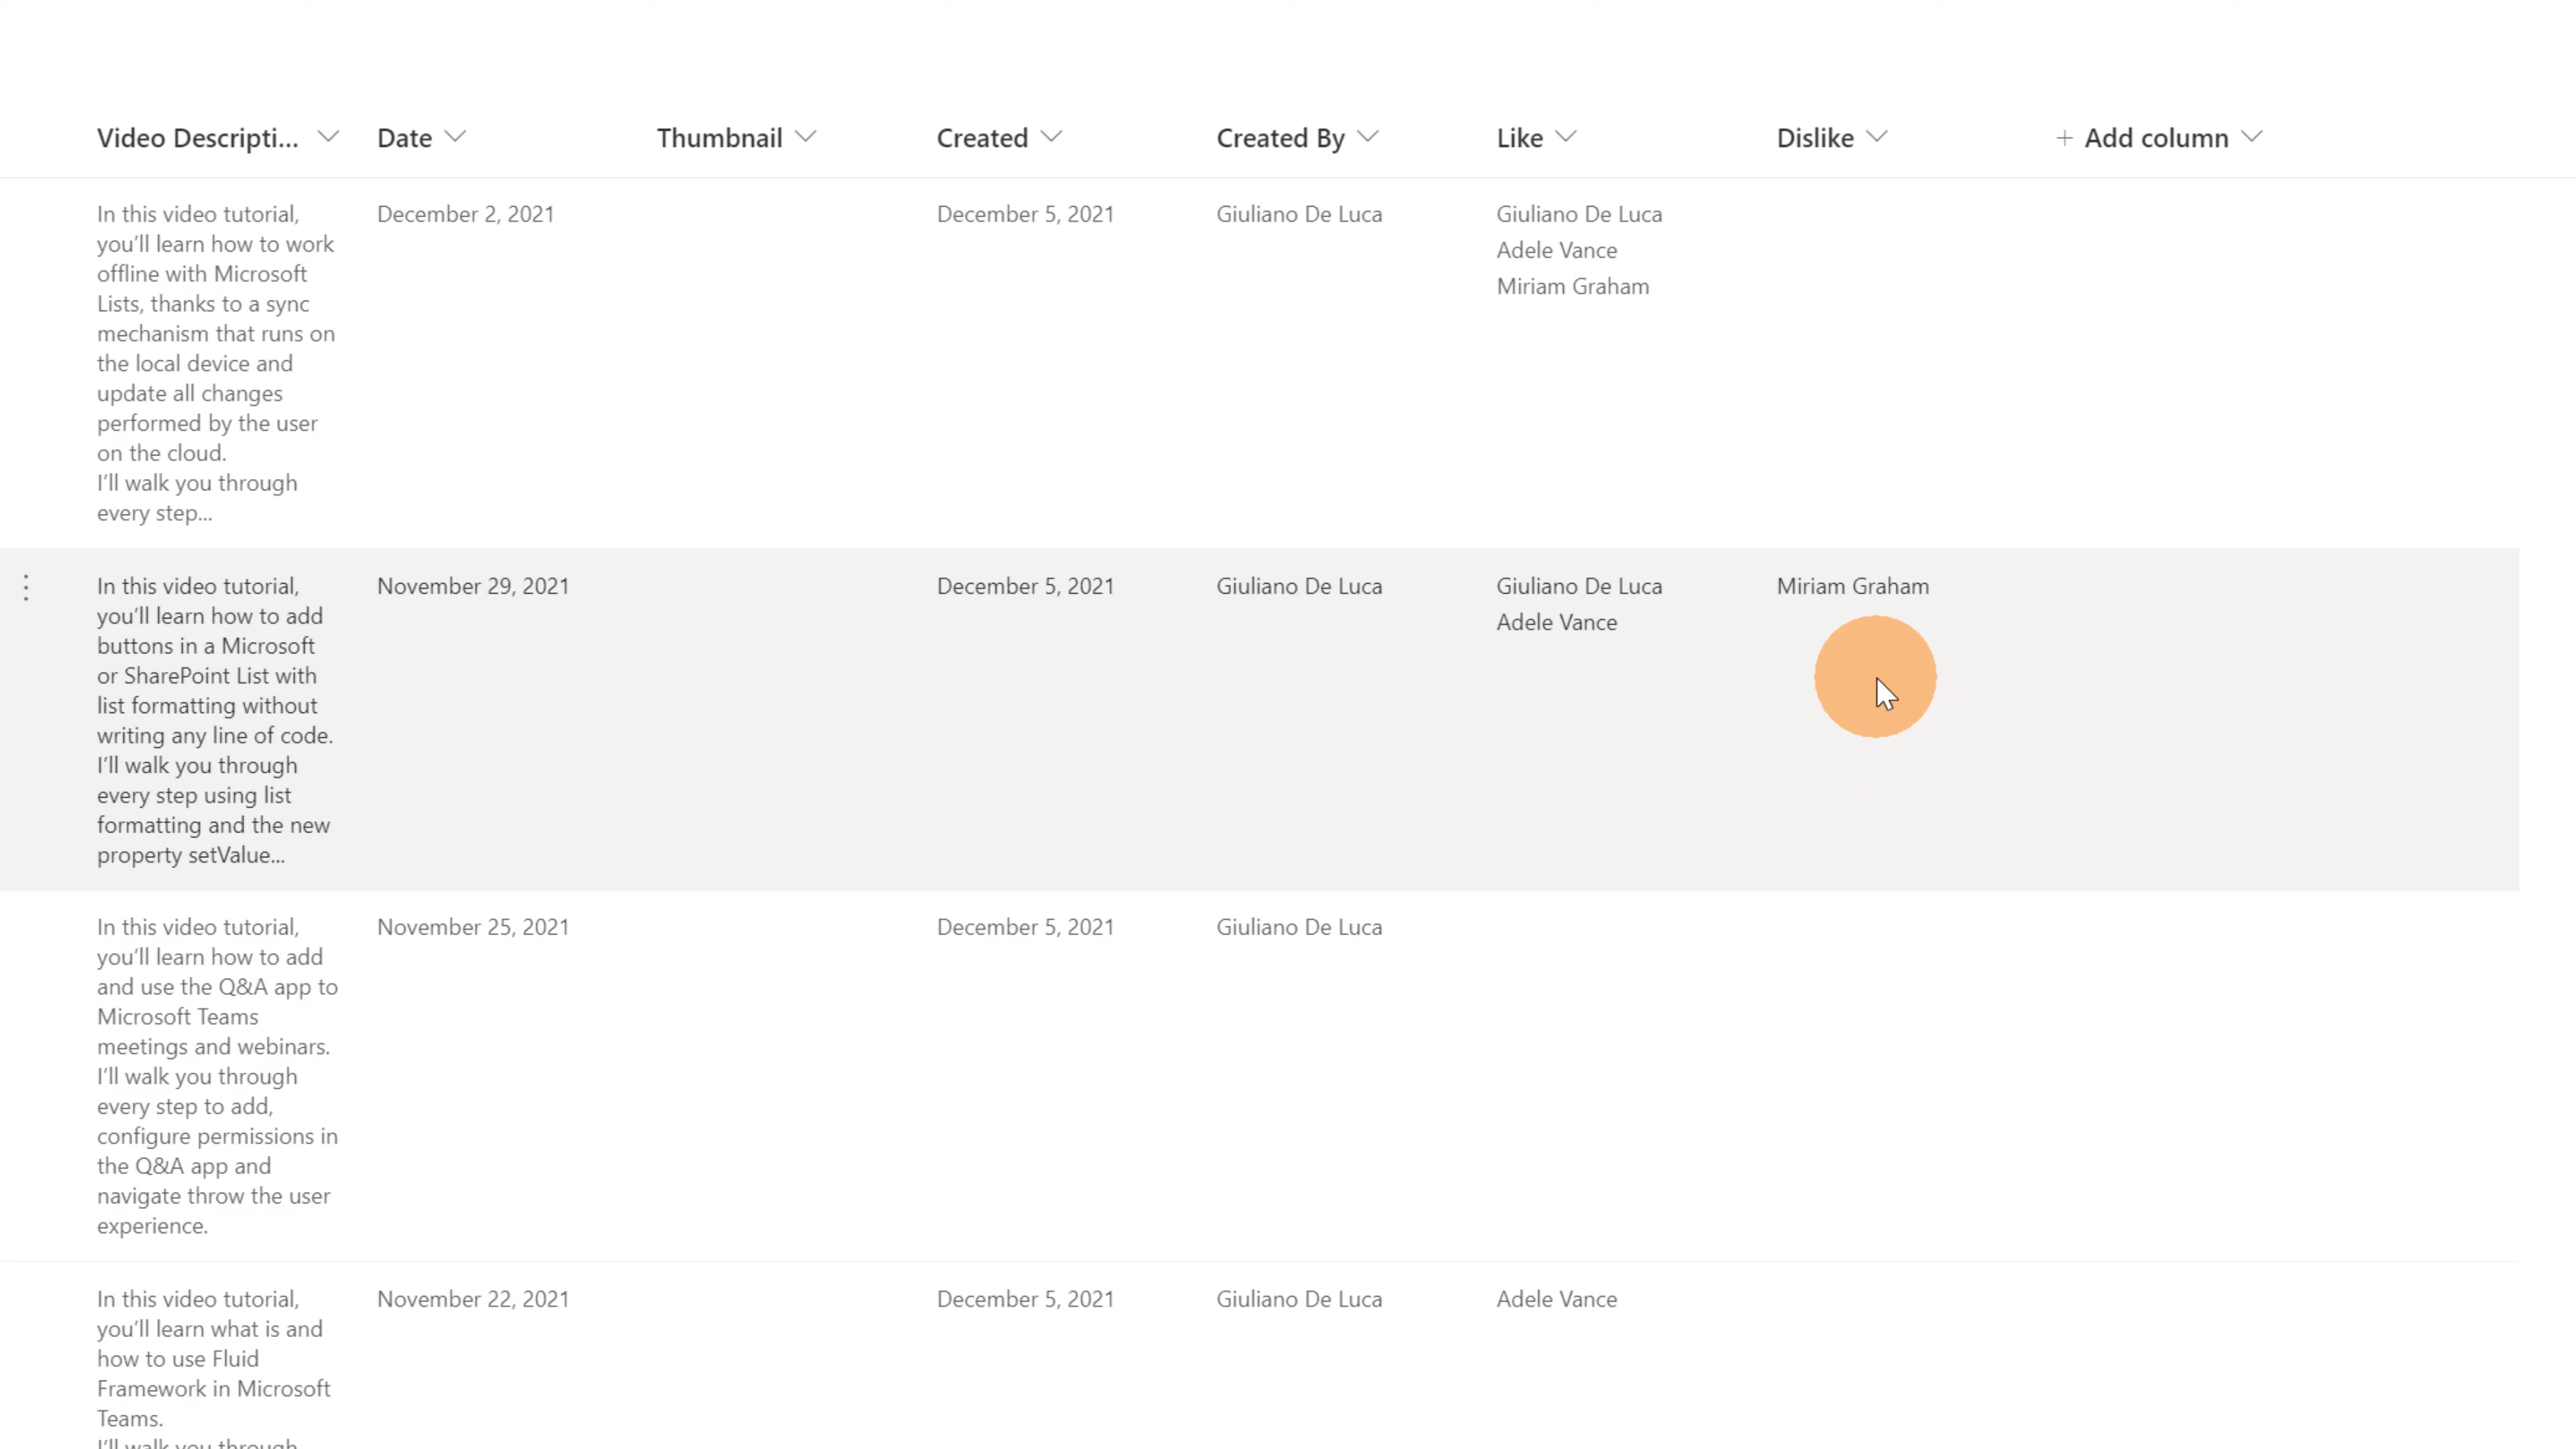 Video Descripti... Date Thumbnail Created Created By Like Dislike + Add column
In this video tutorial,
you'll learn how to work
offline with Microsoft
Lists, thanks to a sync
mechanism that runs on
the local device and
update all changes
performed by the user
on the cloud.
I'll walk you through
every step...
December 2, 2021
December 5, 2021
Giuliano De Luca
Giuliano De Luca
Adele Vance
Miriam Graham
In this video tutorial,
you'll learn how to add
buttons in a Microsoft
or SharePoint List with
list formatting without
writing any line of code.
I'll walk you through
every step using list
formatting and the new
property setValue...
November 29, 2021
December 5, 2021
Giuliano De Luca
Giuliano De Luca
Adele Vance
Miriam Graham
In this video tutorial,
you'll learn how to add
and use the Q&A app to
Microsoft Teams
meetings and webinars.
I'll walk you through
every step to add,
configure permissions in
the Q&A app and
navigate throw the user
experience.
November 25, 2021
December 5, 2021
Giuliano De Luca
In this video tutorial,
you'll learn what is and
how to use Fluid
Framework in Microsoft
Teams.
I'll walk you through
November 22, 2021
December 5, 2021
Giuliano De Luca
Adele Vance